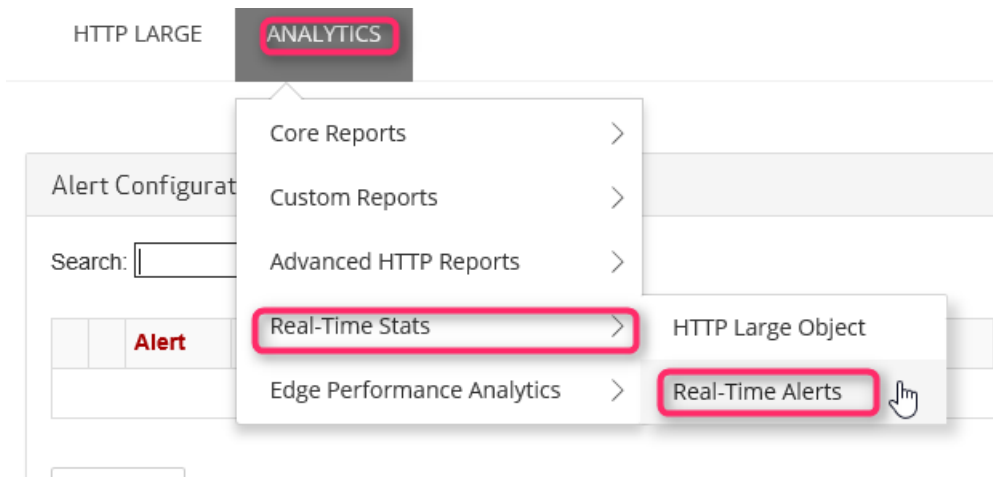 HTTP LARGE
ANALYTICS
Core Reports
Alert Configurat
Custom Reports
Search:
Advanced HTTP Reports
Real-Time Stats
HTTP Large Object
Alert
Edge Performance Analytics
Real-Time Alerts